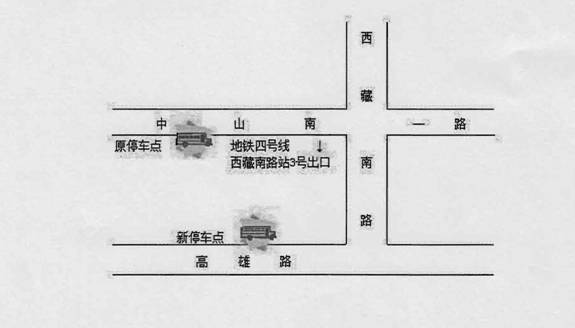 西藏南路
中山南一路
原停车点
地铁四号线
西藏南路站3号出口
↓
新停车点
高雄路